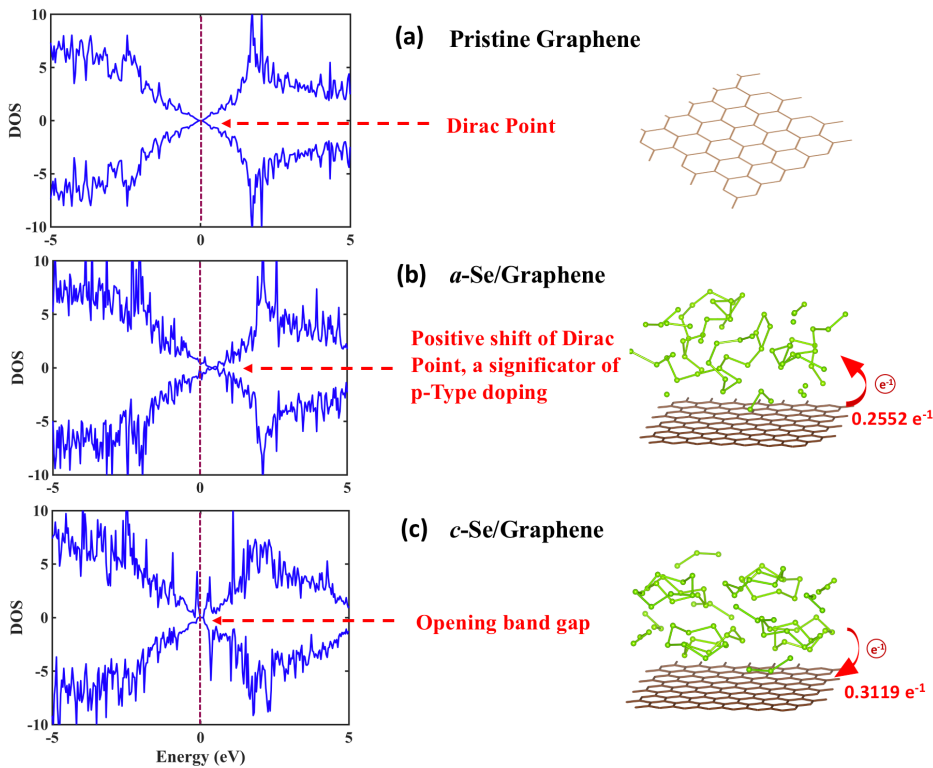 (a) Pristine Graphene
10
5
0
-5
-10
DOS
-5
0
5
Dirac Point
(b) a-Se/Graphene
10
5
0
-5
-10
DOS
-5
0
5
Positive shift of Dirac
Point, a significator of
p-Type doping
e⁻¹
0.2552 e⁻¹
(c) c-Se/Graphene
10
5
0
-5
-10
DOS
-5
0
5
Energy (eV)
Opening band gap
e⁻¹
0.3119 e⁻¹